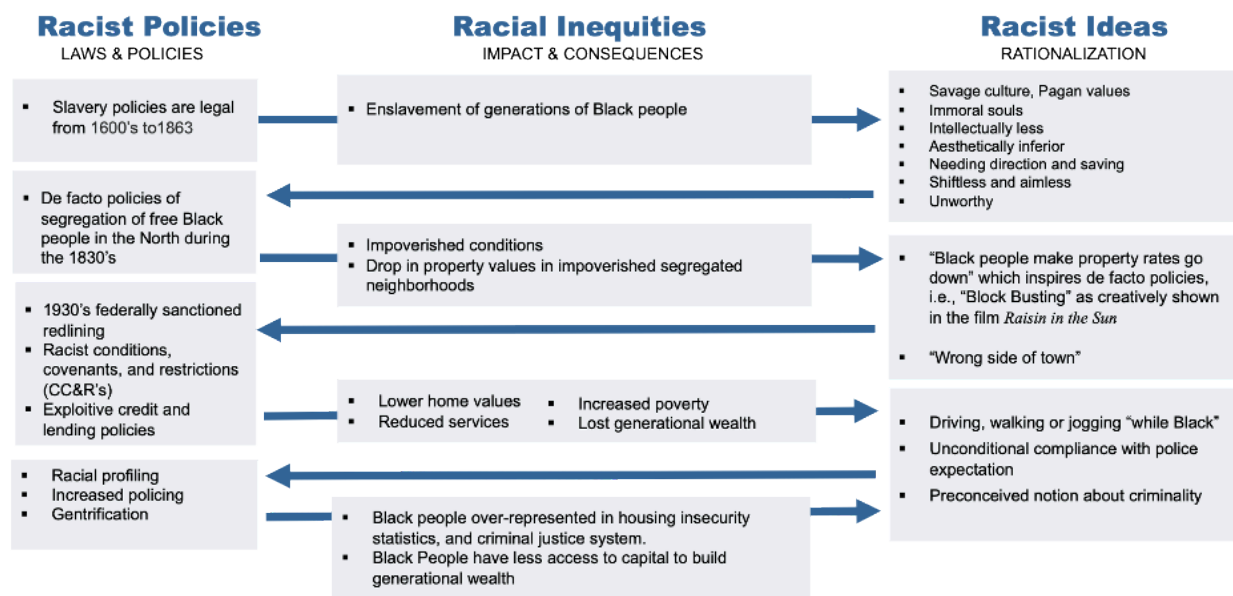 Racist Policies
LAWS & POLICIES
Racial Inequities
IMPACT & CONSEQUENCES
Racist Ideas
RATIONALIZATION
▪ Slavery policies are legal
from 1600's to1863
▪ Enslavement of generations of Black people
▪ Savage culture, Pagan values
▪ Immoral souls
▪ Intellectually less
▪ Aesthetically inferior
▪ Needing direction and saving
▪ Shiftless and aimless
▪ Unworthy
▪ De facto policies of
segregation of free Black
people in the North during
the 1830's
▪ Impoverished conditions
▪ Drop in property values in impoverished segregated
neighborhoods
▪ “Black people make property rates go
down” which inspires de facto policies,
i.e., “Block Busting” as creatively shown
in the film Raisin in the Sun
▪ “Wrong side of town”
▪ 1930's federally sanctioned
redlining
▪ Racist conditions,
covenants, and restrictions
(CC&R's)
▪ Exploitive credit and
lending policies
▪ Lower home values
▪ Reduced services
▪ Increased poverty
▪ Lost generational wealth
▪ Driving, walking or jogging “while Black”
▪ Unconditional compliance with police
expectation
▪ Preconceived notion about criminality
▪ Racial profiling
▪ Increased policing
▪ Gentrification
▪ Black people over-represented in housing insecurity
statistics, and criminal justice system.
▪ Black People have less access to capital to build
generational wealth